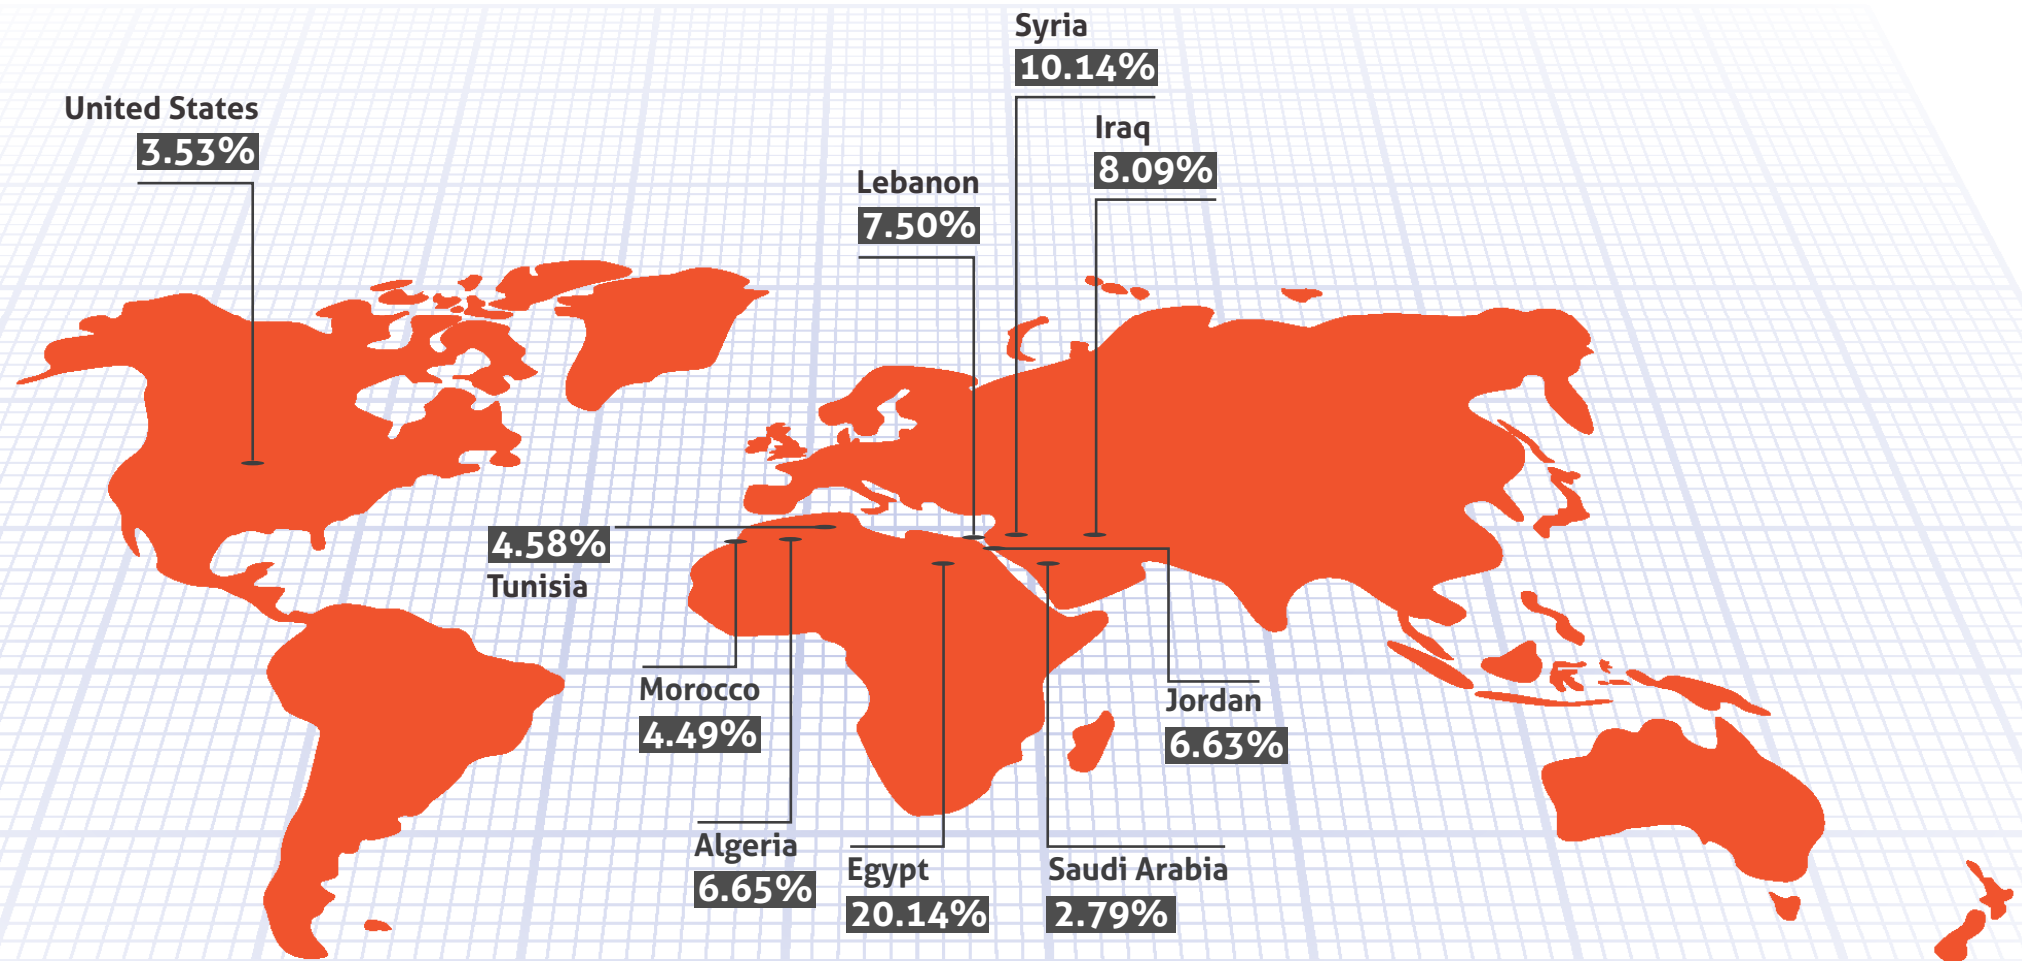 Syria
10.14%
United States
3.53%
Iraq
8.09%
Lebanon
7.50%
4.58%
Tunisia
Morocco
4.49%
Jordan
6.63%
Algeria
6.65%
Egypt
20.14%
Saudi Arabia
2.79%